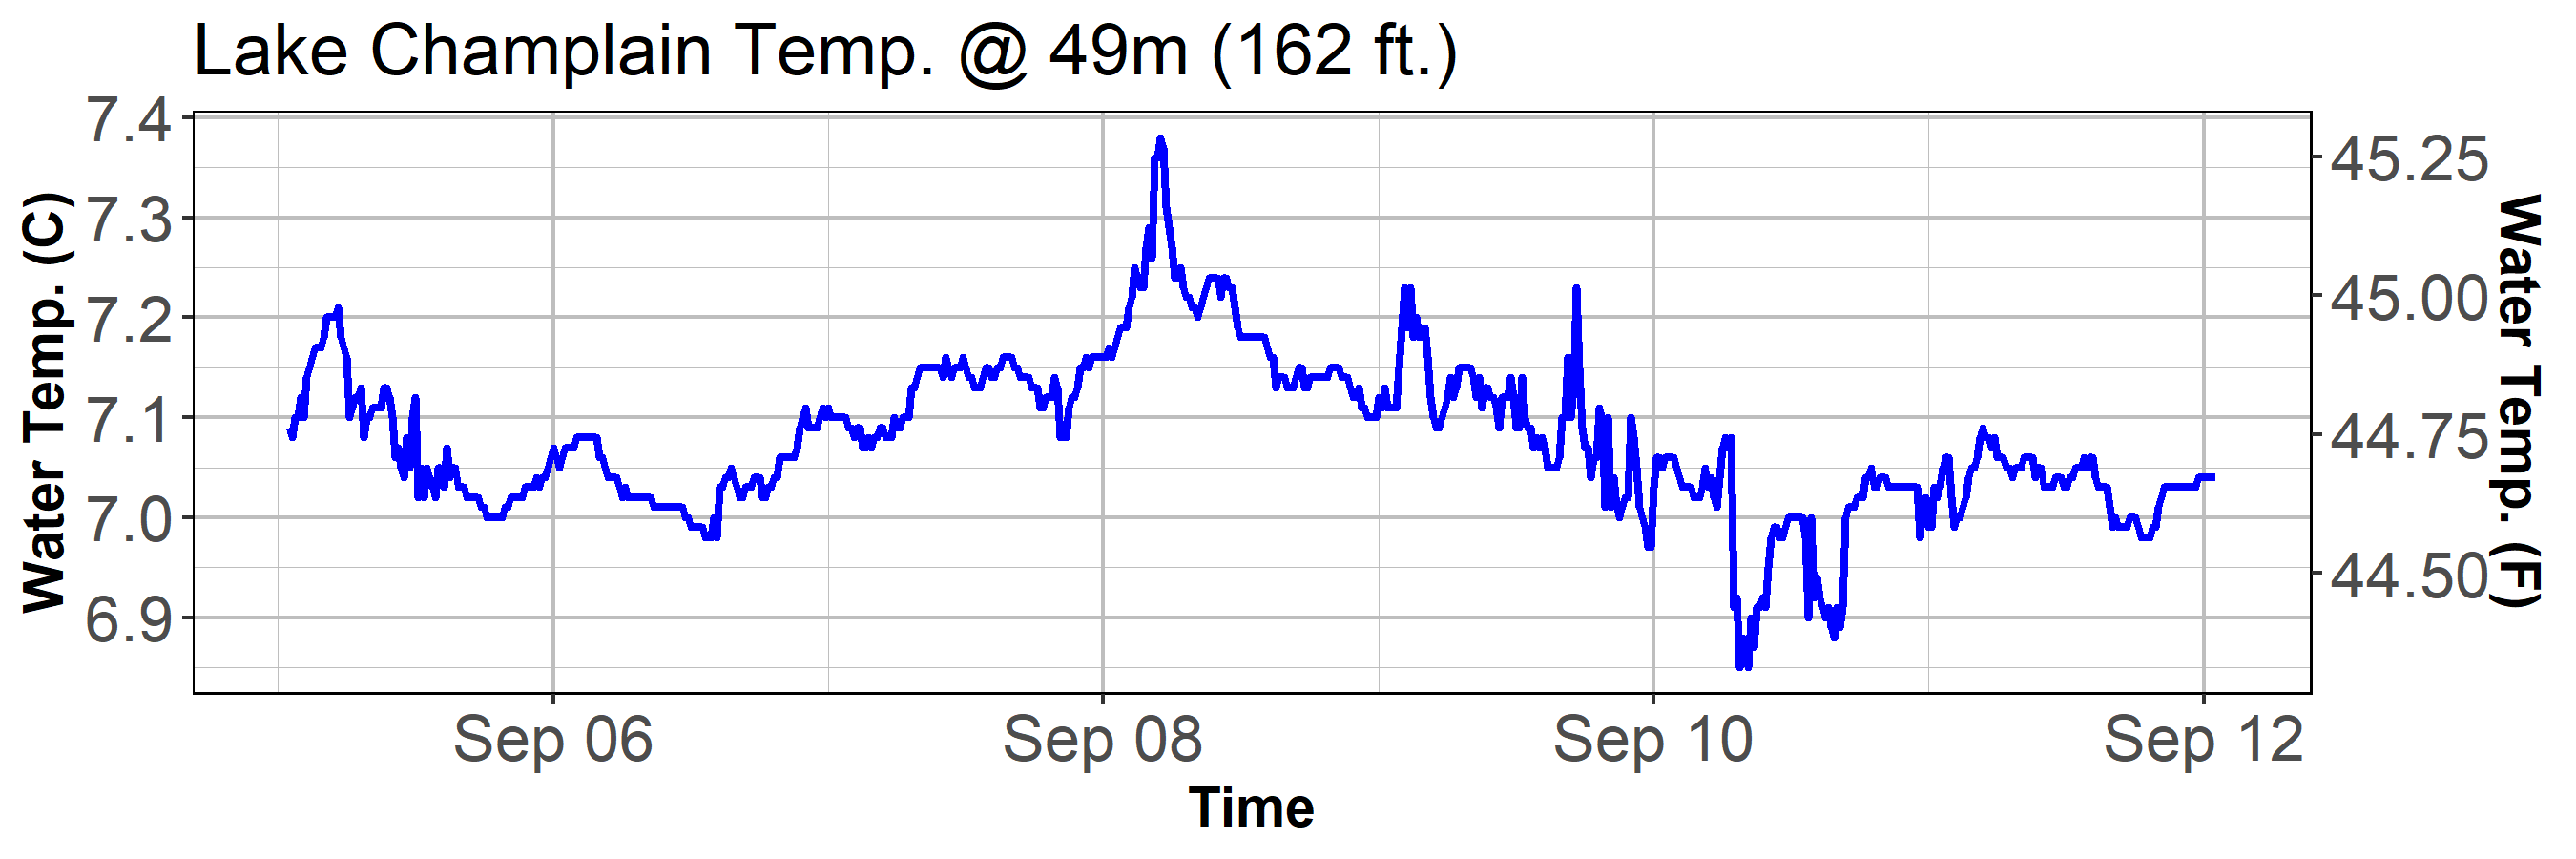 Lake Champlain Temp. @ 49m (162 ft.)
Water Temp. (C)
7.4
7.3
7.2
7.1
7.0
6.9
45.25
45.00
44.75
44.50
Water Temp. (F)
Sep 06 Sep 08 Sep 10 Sep 12
Time